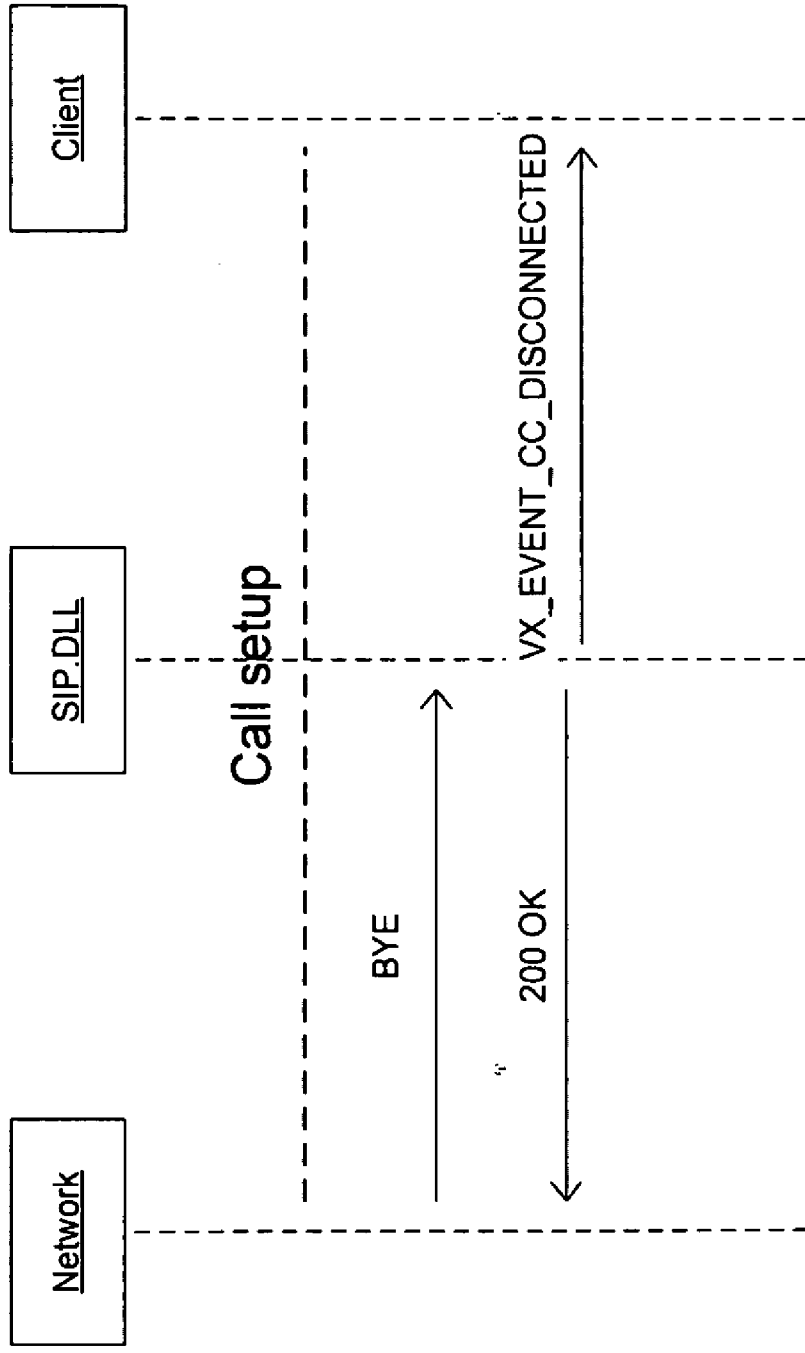 Network
SIP.DLL
Client
Call setup
BYE
200 OK
VX_EVENT_CC_DISCONNECTED